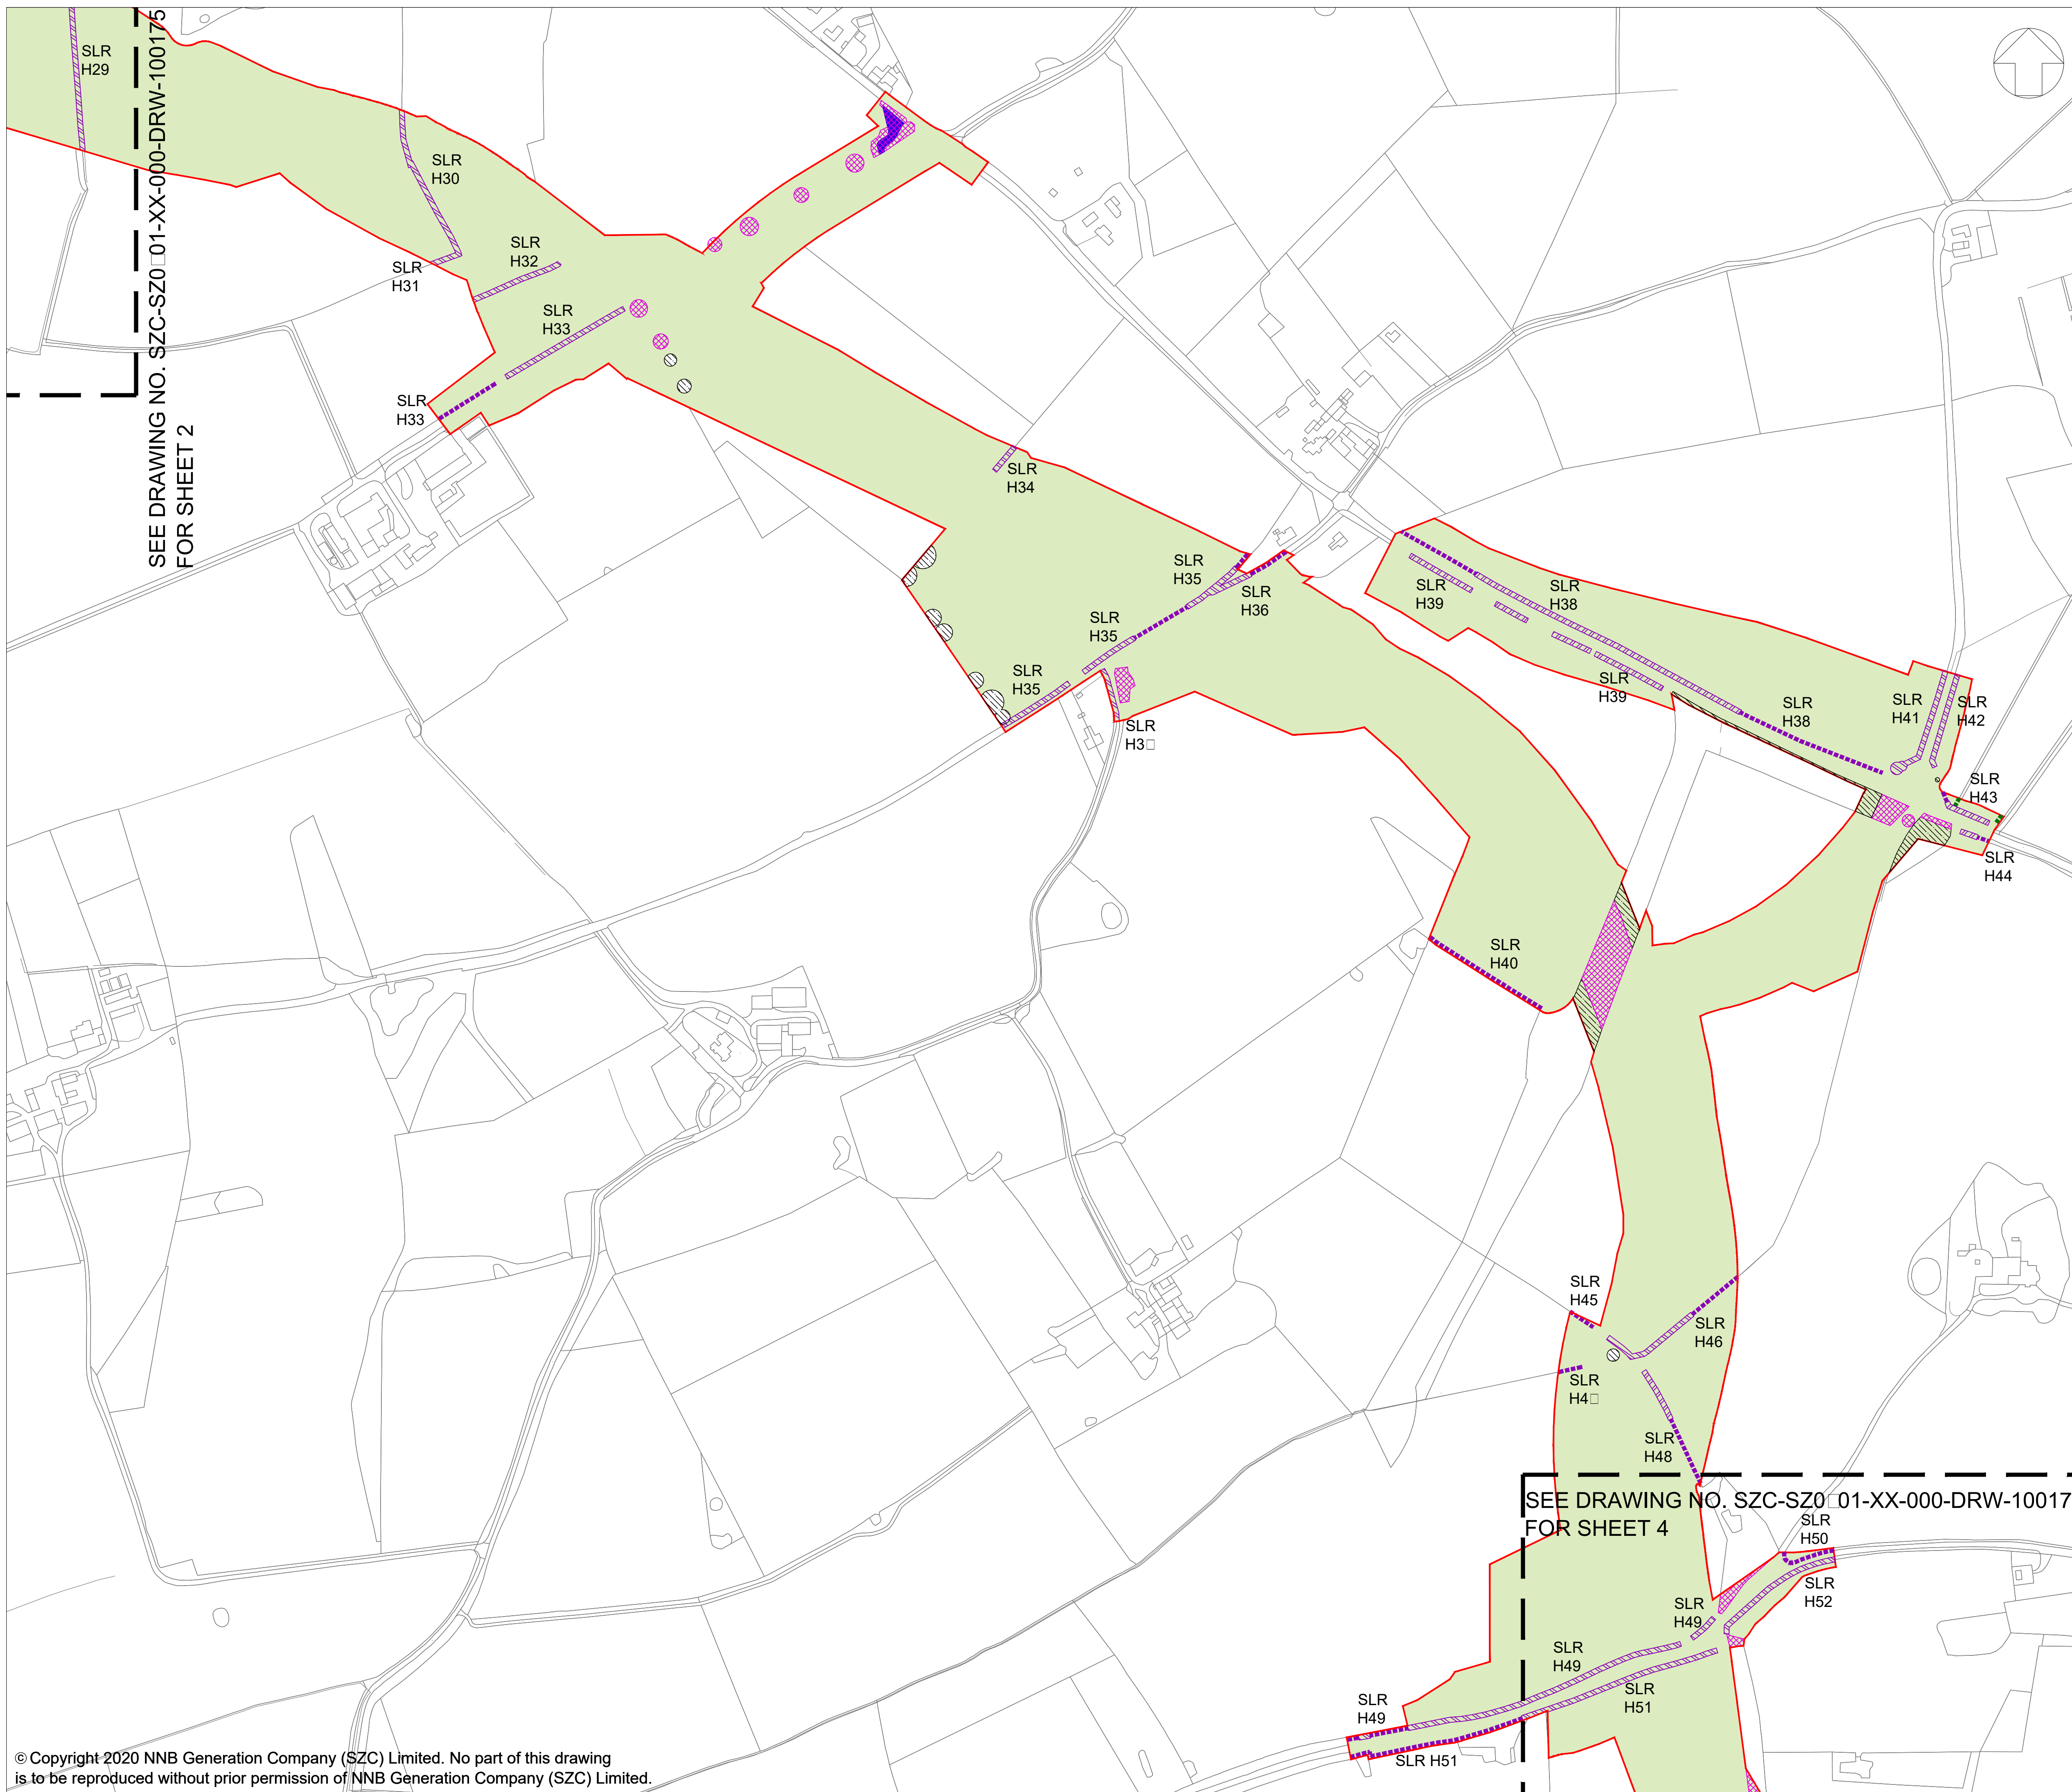 SLR
H29
SEE DRAWING NO. SZC-SZ0□01-XX-000-DRW-100175
FOR SHEET 2
SLR
H30
SLR
H31
SLR
H32
SLR
H33
SLR
H33
SLR
H34
SLR
H35
SLR
H36
SLR
H35
SLR
H35
SLR
H3□
SLR
H39
SLR
H38
SLR
H39
SLR
H38
SLR
H41
SLR
H42
SLR
H43
SLR
H44
SLR
H40
SLR
H45
SLR
H46
SLR
H4□
SLR
H48
SEE DRAWING NO. SZC-SZ0□01-XX-000-DRW-10017
FOR SHEET 4
SLR
H50
SLR
H52
SLR
H49
SLR
H49
SLR
H51
SLR
H49
SLR H51
© Copyright 2020 NNB Generation Company (SZC) Limited. No part of this drawing
is to be reproduced without prior permission of NNB Generation Company (SZC) Limited.